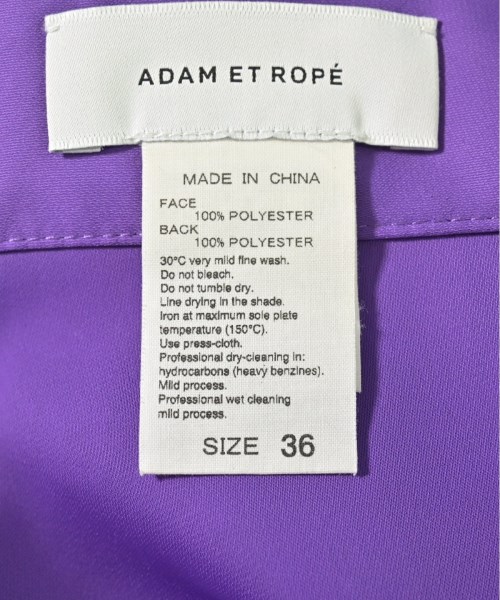 ADAM ET ROPÉ
MADE IN CHINA
FACE
100% POLYESTER
BACK
100% POLYESTER
30°C very mild fine wash.
Do not bleach.
Do not tumble dry.
Line drying in the shade.
Iron at maximum sole plate
temperature (150°C).
Use press-cloth.
Professional dry-cleaning in:
hydrocarbons (heavy benzines).
Mild process.
Professional wet cleaning
mild process.
SIZE 36